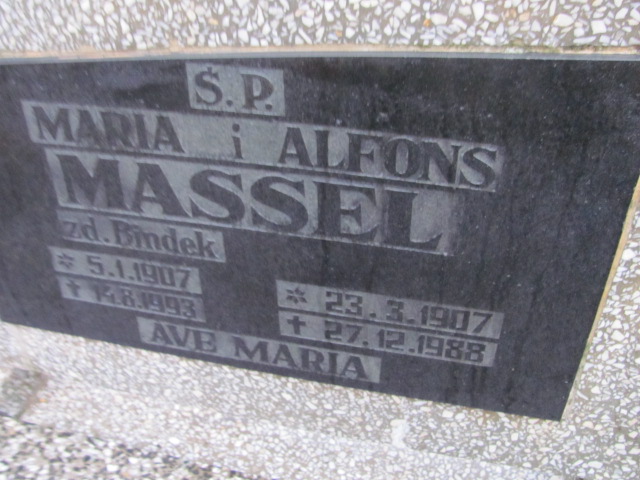 Ś.P.
MARIA i ALFONS
MASSEL
zd. Bindek
* 5.1.1907
† 14.8.1993
* 23.3.1907
† 27.12.1988
AVE MARIA